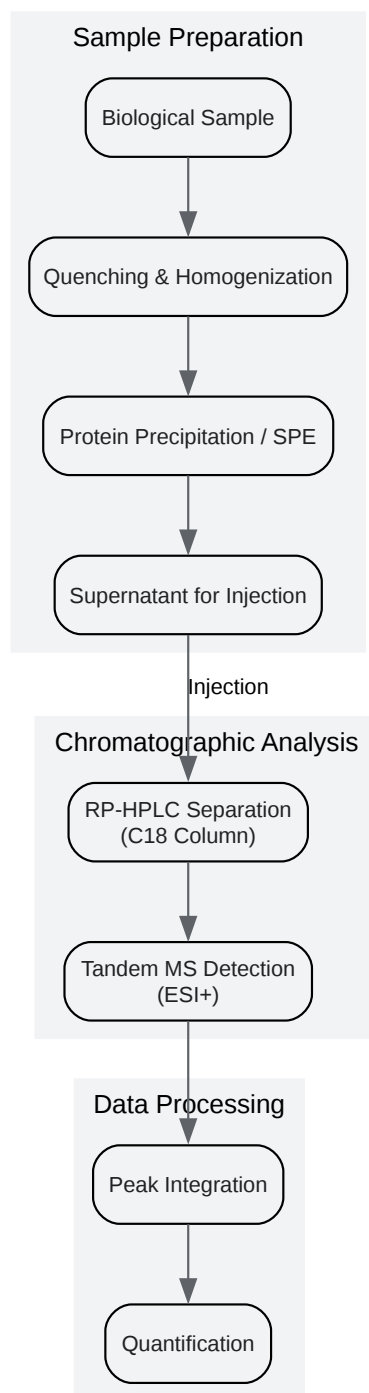 Sample Preparation
Biological Sample
Quenching & Homogenization
Protein Precipitation / SPE
Supernatant for Injection
Injection
Chromatographic Analysis
RP-HPLC Separation
(C18 Column)
Tandem MS Detection
(ESI+)
Data Processing
Peak Integration
Quantification